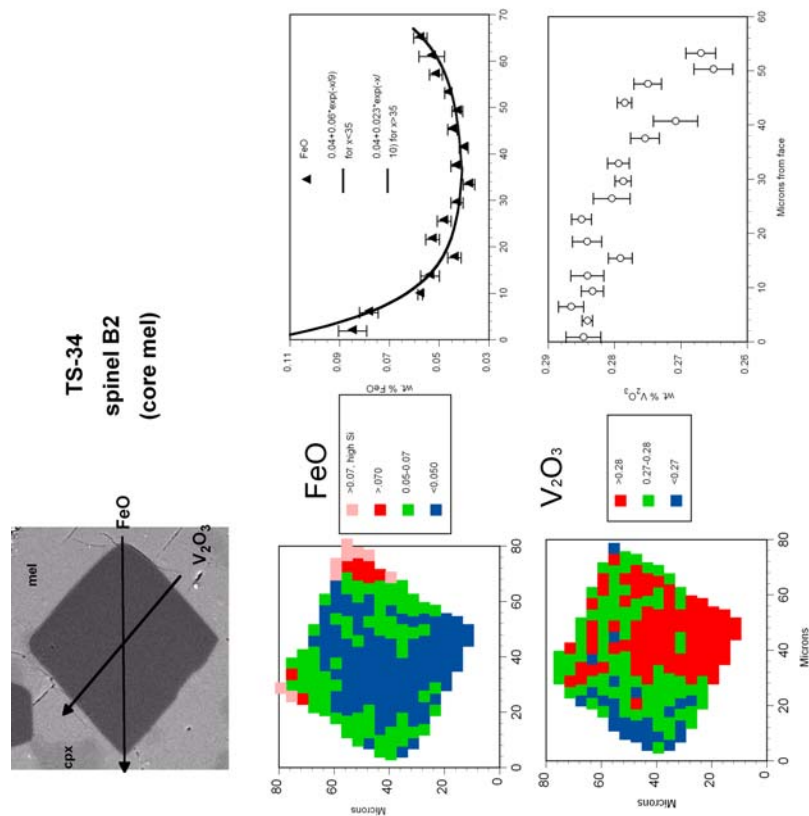 TS-34
spinel B2
(core mel)
mel
FeO
V₂O₃
cpx
FeO
>0.07, high Si
>.070
0.05-0.07
<0.050
Microns
80
60
40
20
0
0
20
40
60
80
wt. % FeO
0.11
0.09
0.07
0.05
0.03
0
10
20
30
40
50
60
70
FeO
0.04+0.06*exp(-x/9)
for x<35
0.04+0.023*exp(-x/
10) for x>35
V₂O₃
>0.28
0.27-0.28
<0.27
Microns
80
60
40
20
0
0
20
40
60
80
Microns
wt. % V₂O₃
0.29
0.28
0.27
0.26
0
10
20
30
40
50
60
Microns from face